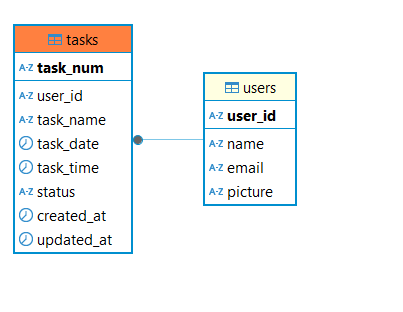 tasks
A-Z task_num
A-Z user_id
A-Z task_name
task_date
task_time
A-Z status
created_at
updated_at
users
A-Z user_id
A-Z name
A-Z email
A-Z picture